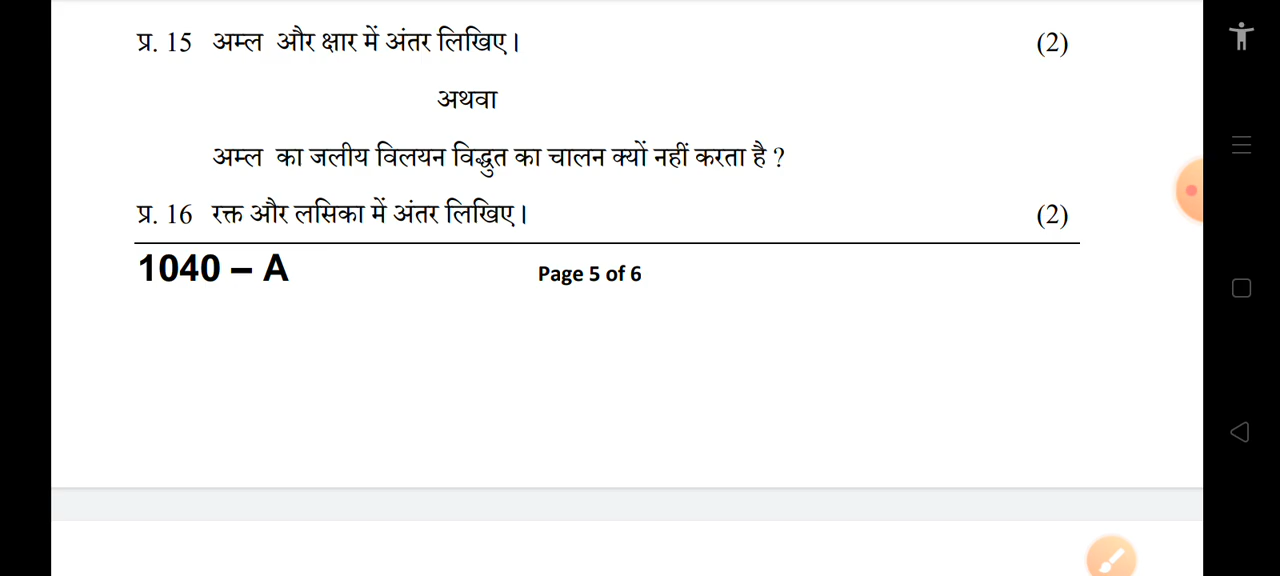 प्र. 15 अम्ल और क्षार में अंतर लिखिए। (2)
अथवा
अम्ल का जलीय विलयन विद्धुत का चालन क्यों नहीं करता है ?
प्र. 16 रक्त और लसिका में अंतर लिखिए। (2)
1040 – A Page 5 of 6